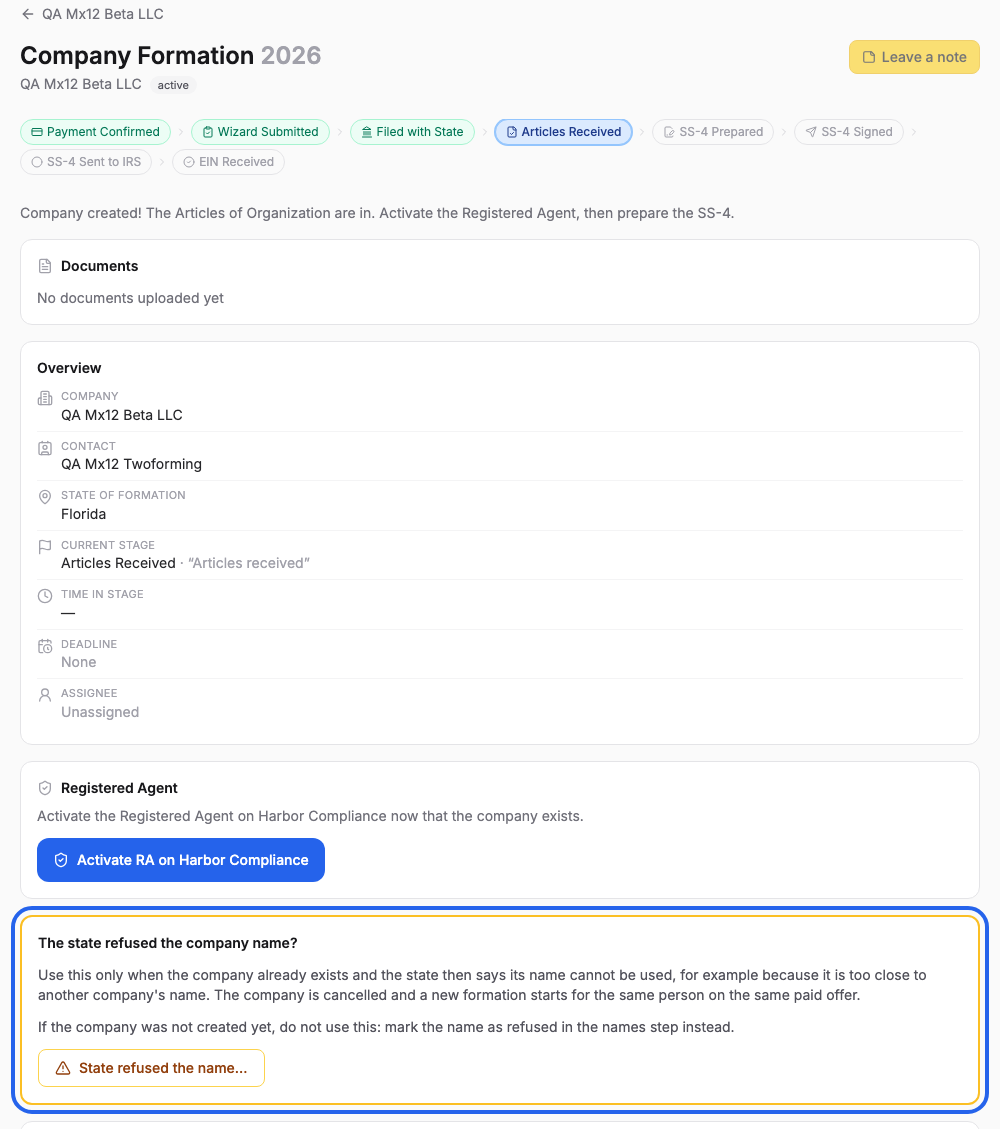 QA Mx12 Beta LLC
Company Formation 2026
Leave a note
QA Mx12 Beta LLC active
Payment Confirmed
Wizard Submitted
Filed with State
Articles Received
SS-4 Prepared
SS-4 Signed
SS-4 Sent to IRS
EIN Received
Company created! The Articles of Organization are in. Activate the Registered Agent, then prepare the SS-4.
Documents
No documents uploaded yet
Overview
COMPANY
QA Mx12 Beta LLC
CONTACT
QA Mx12 Twoforming
STATE OF FORMATION
Florida
CURRENT STAGE
Articles Received · “Articles received”
TIME IN STAGE
—
DEADLINE
None
ASSIGNEE
Unassigned
Registered Agent
Activate the Registered Agent on Harbor Compliance now that the company exists.
Activate RA on Harbor Compliance
The state refused the company name?
Use this only when the company already exists and the state then says its name cannot be used, for example because it is too close to
another company's name. The company is cancelled and a new formation starts for the same person on the same paid offer.
If the company was not created yet, do not use this: mark the name as refused in the names step instead.
State refused the name...